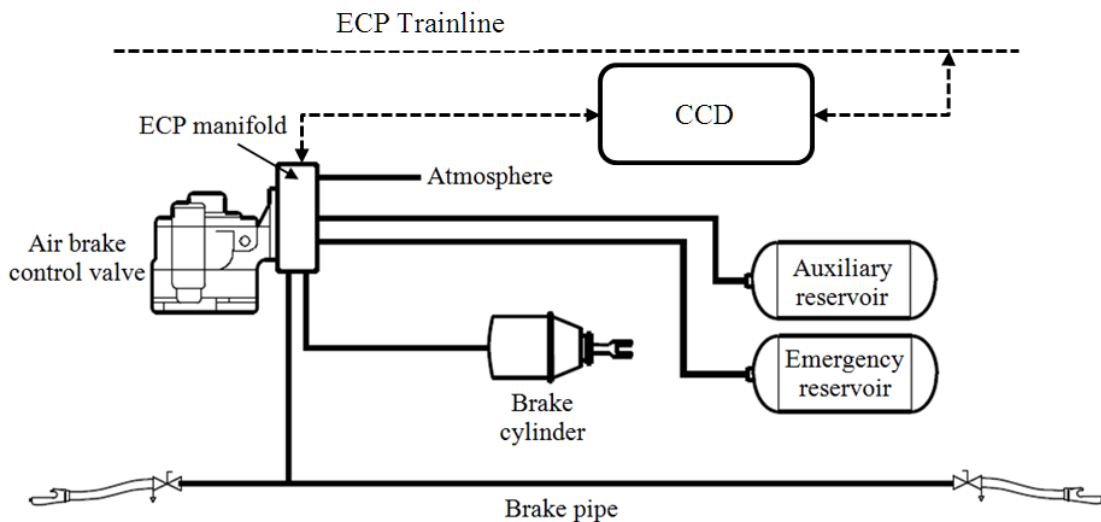 ECP Trainline
CCD
ECP manifold
Atmosphere
Air brake
control valve
Auxiliary
reservoir
Emergency
reservoir
Brake
cylinder
Brake pipe